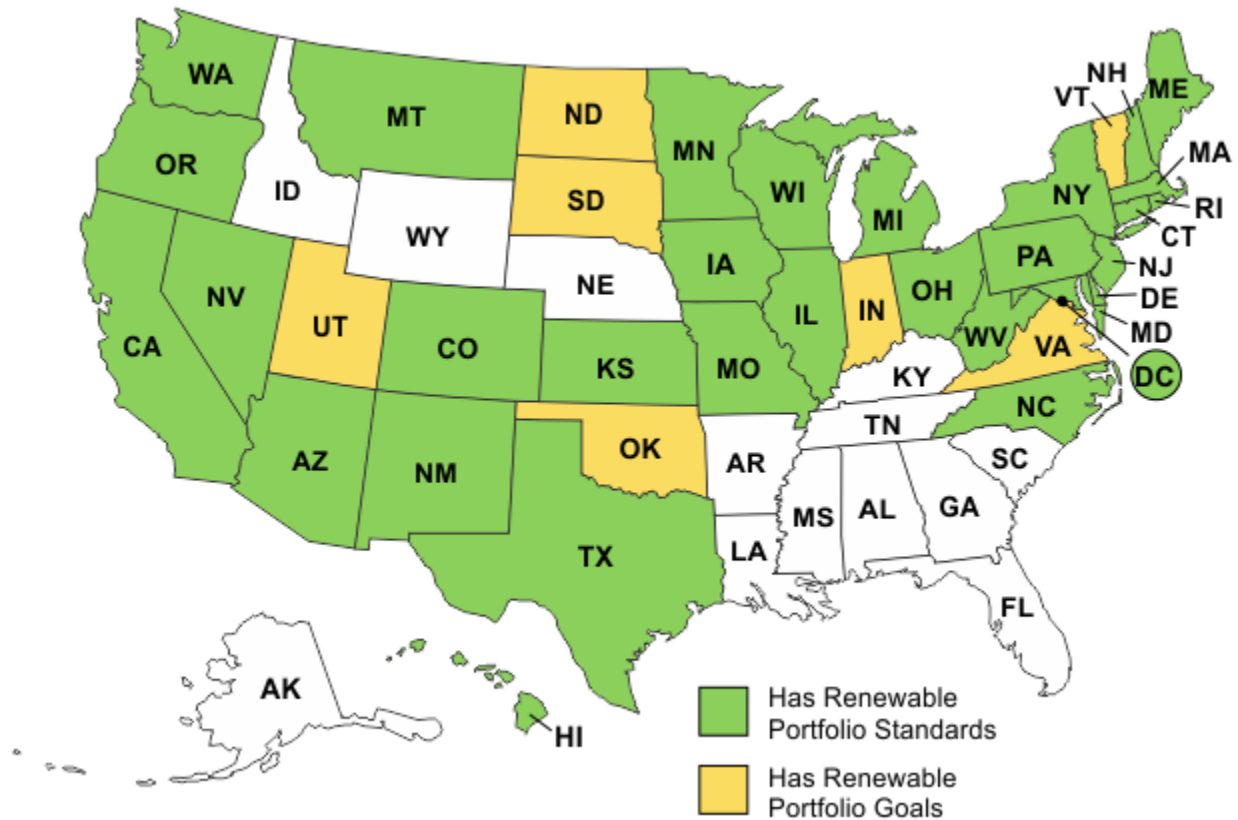 NH
VT
ME
WA
MT
ND
MN
MA
OR
ID
SD
WI
MI
NY
RI
CT
WY
IA
PA
NJ
NE
NV
UT
CO
IL
IN
OH
DE
MD
WV
VA
DC
CA
KS
MO
KY
NC
TN
AZ
NM
OK
AR
SC
MS
AL
GA
LA
TX
FL
AK
HI
Has Renewable
Portfolio Standards
Has Renewable
Portfolio Goals